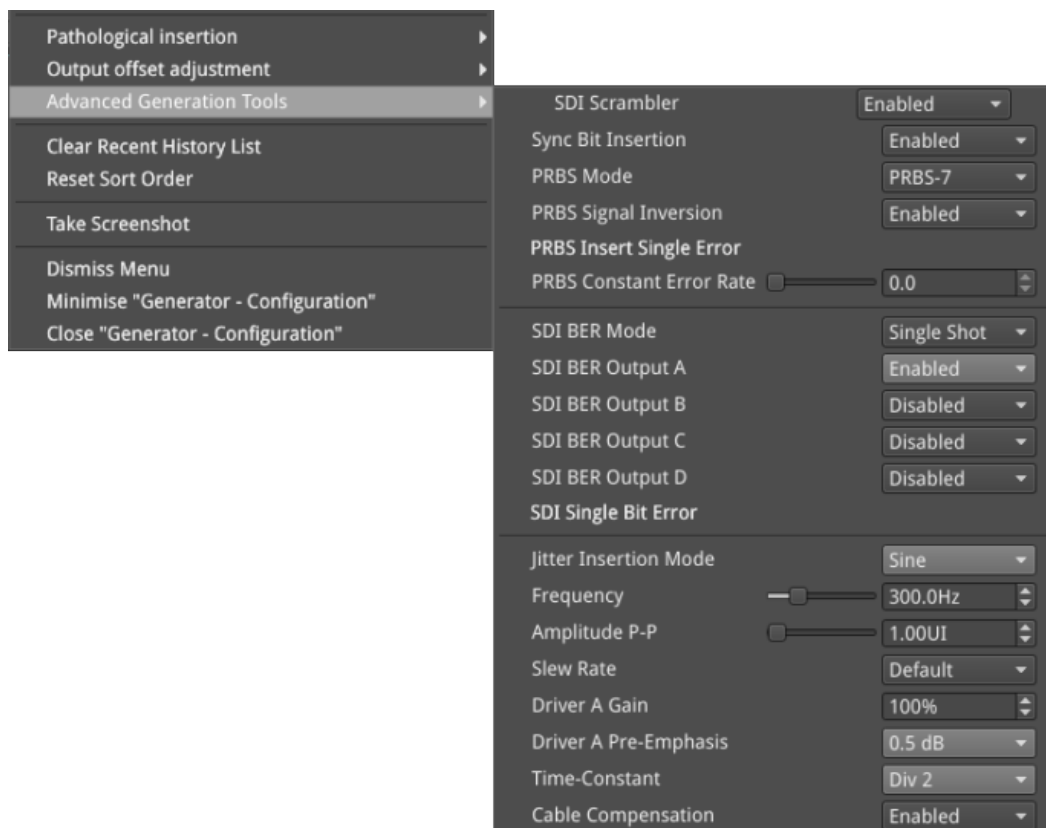 Pathological insertion
Output offset adjustment
Advanced Generation Tools
Clear Recent History List
Reset Sort Order
Take Screenshot
Dismiss Menu
Minimise "Generator - Configuration"
Close "Generator - Configuration"
SDI Scrambler Enabled
Sync Bit Insertion Enabled
PRBS Mode PRBS-7
PRBS Signal Inversion Enabled
PRBS Insert Single Error
PRBS Constant Error Rate 0.0
SDI BER Mode Single Shot
SDI BER Output A Enabled
SDI BER Output B Disabled
SDI BER Output C Disabled
SDI BER Output D Disabled
SDI Single Bit Error
Jitter Insertion Mode Sine
Frequency 300.0Hz
Amplitude P-P 1.00UI
Slew Rate Default
Driver A Gain 100%
Driver A Pre-Emphasis 0.5 dB
Time-Constant Div 2
Cable Compensation Enabled